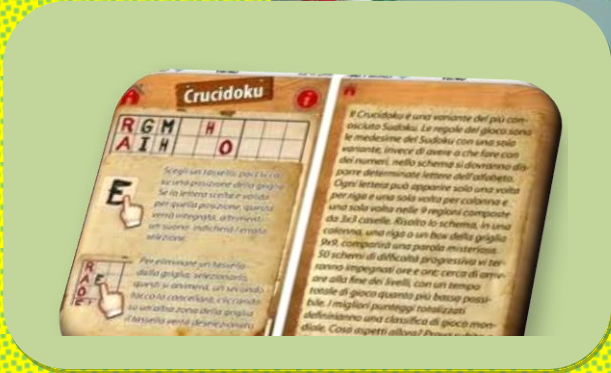 Crucidoku
i
R G M H
A I H O
Scegli un tassello, poi clicca
su una posizione della griglia.
Se la lettera scelta è valida
per quella posizione, questa
verrà integrata, altrimenti
un suono indicherà l'errata
selezione.
E
Per eliminare un tassello
dalla griglia, selezionarlo,
questi si animerà, un secondo
tocco lo cancellerà, cliccando
su un'altra zona della griglia
il tassello verrà deselezionato.
R
A E
D
E
Il Crucidoku è una variante del più con-
osciuto Sudoku. Le regole del gioco sono
le medesime del Sudoku con una sola
variante, invece di avere a che fare con
dei numeri, nello schema si dovranno dis-
porre determinate lettere dell'alfabeto.
Ogni lettera può apparire solo una volta
per riga e una sola volta per colonna e
una sola volta nelle 9 regioni composte
da 3x3 caselle. Risolto lo schema, in una
colonna, una riga o un box della griglia
9x9, comparirà una parola misteriosa.
50 schemi di difficoltà progressiva vi ter-
ranno impegnati ore e ore; cerca di arriv-
are alla fine dei livelli, con un tempo
totale di gioco quanto più basso possi-
bile. I migliori punteggi totalizzati
definiranno una classifica di gioco mon-
diale. Cosa aspetti allora?